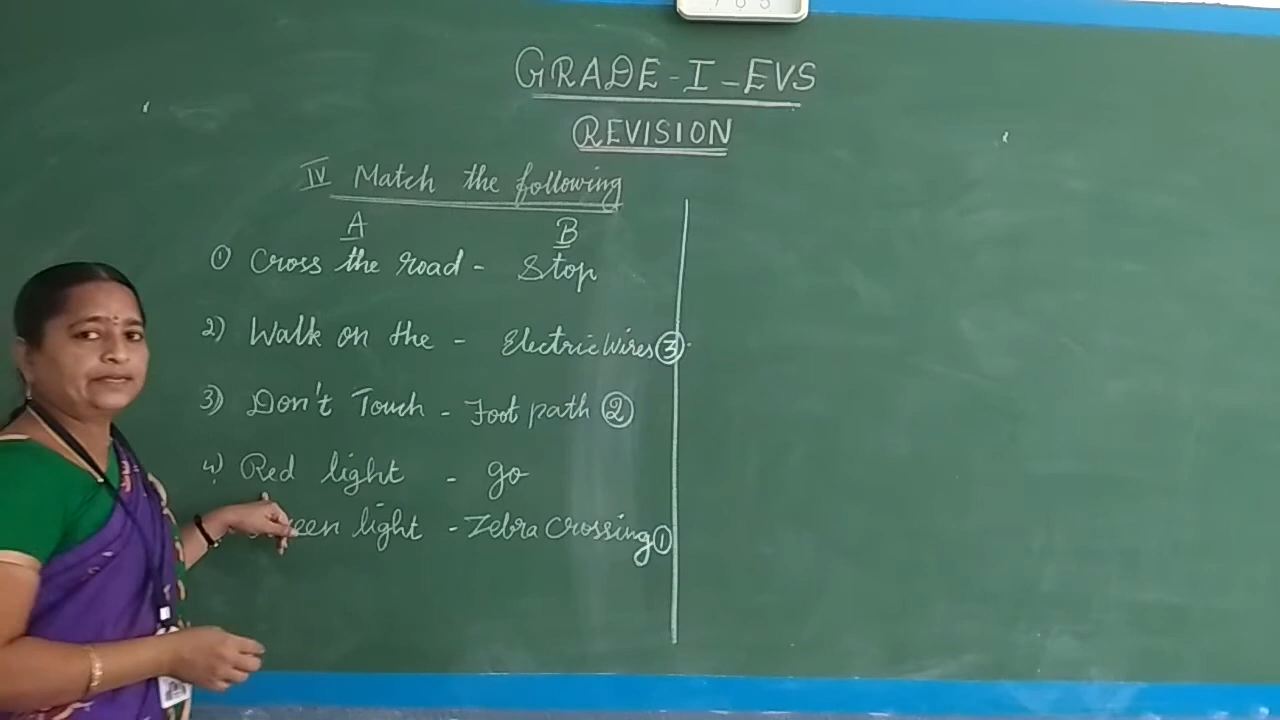 GRADE-I-EVS
REVISION
IV Match the following
A B
① Cross the road - Stop
2) Walk on the - Electric Wires ③
3) Don't Touch - Foot path ②
4) Red light - go
light - Zebra Crossing ①